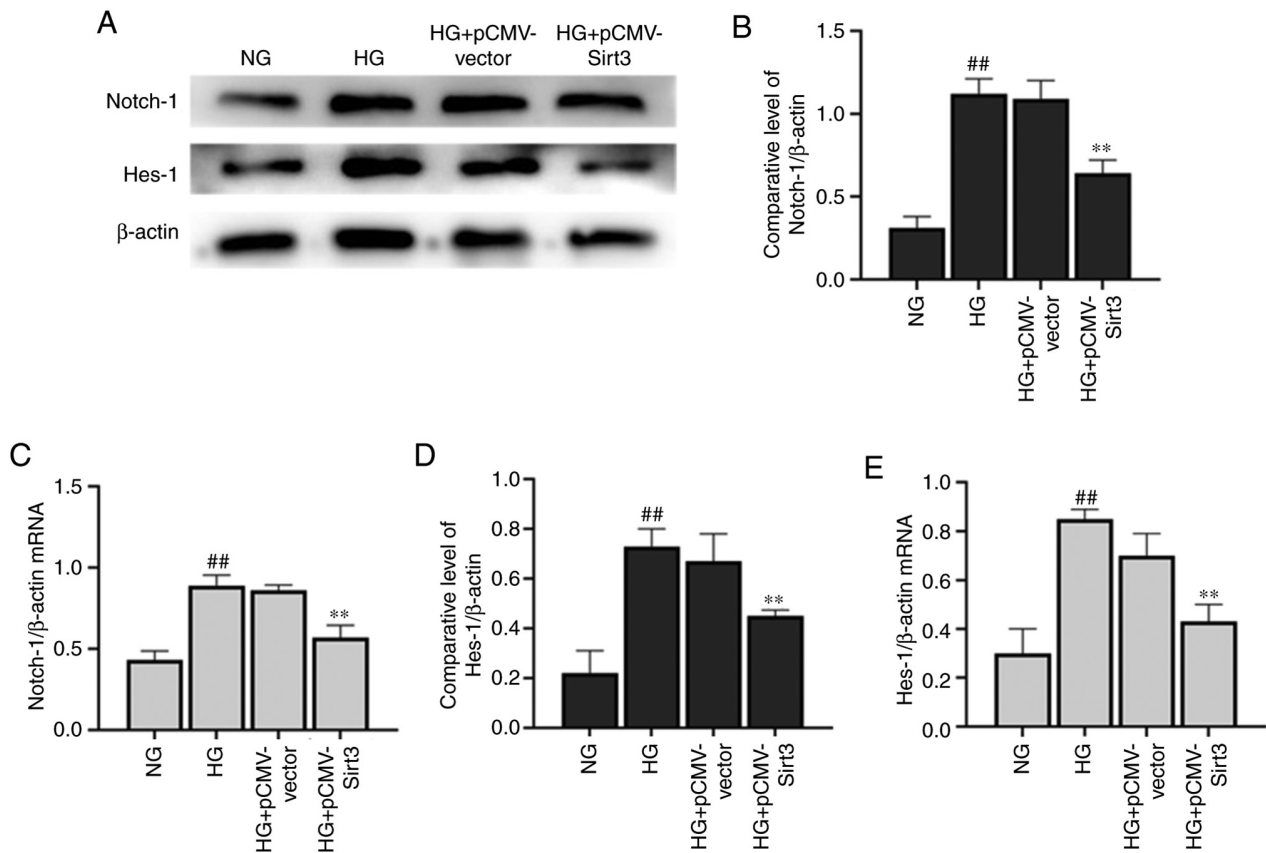 A
NG
HG
HG+pCMV-
vector
HG+pCMV-
Sirt3
Notch-1
Hes-1
β-actin
B
Comparative level of
Notch-1/β-actin
1.5
1.0
0.5
0.0
##
**
NG
HG
HG+pCMV-
vector
HG+pCMV-
Sirt3
C
Notch-1/β-actin mRNA
1.5
1.0
0.5
0.0
##
**
NG
HG
HG+pCMV-
vector
HG+pCMV-
Sirt3
D
Comparative level of
Hes-1/β-actin
1.0
0.8
0.6
0.4
0.2
0.0
##
**
NG
HG
HG+pCMV-
vector
HG+pCMV-
Sirt3
E
Hes-1/β-actin mRNA
1.0
0.8
0.6
0.4
0.2
0.0
##
**
NG
HG
HG+pCMV-
vector
HG+pCMV-
Sirt3